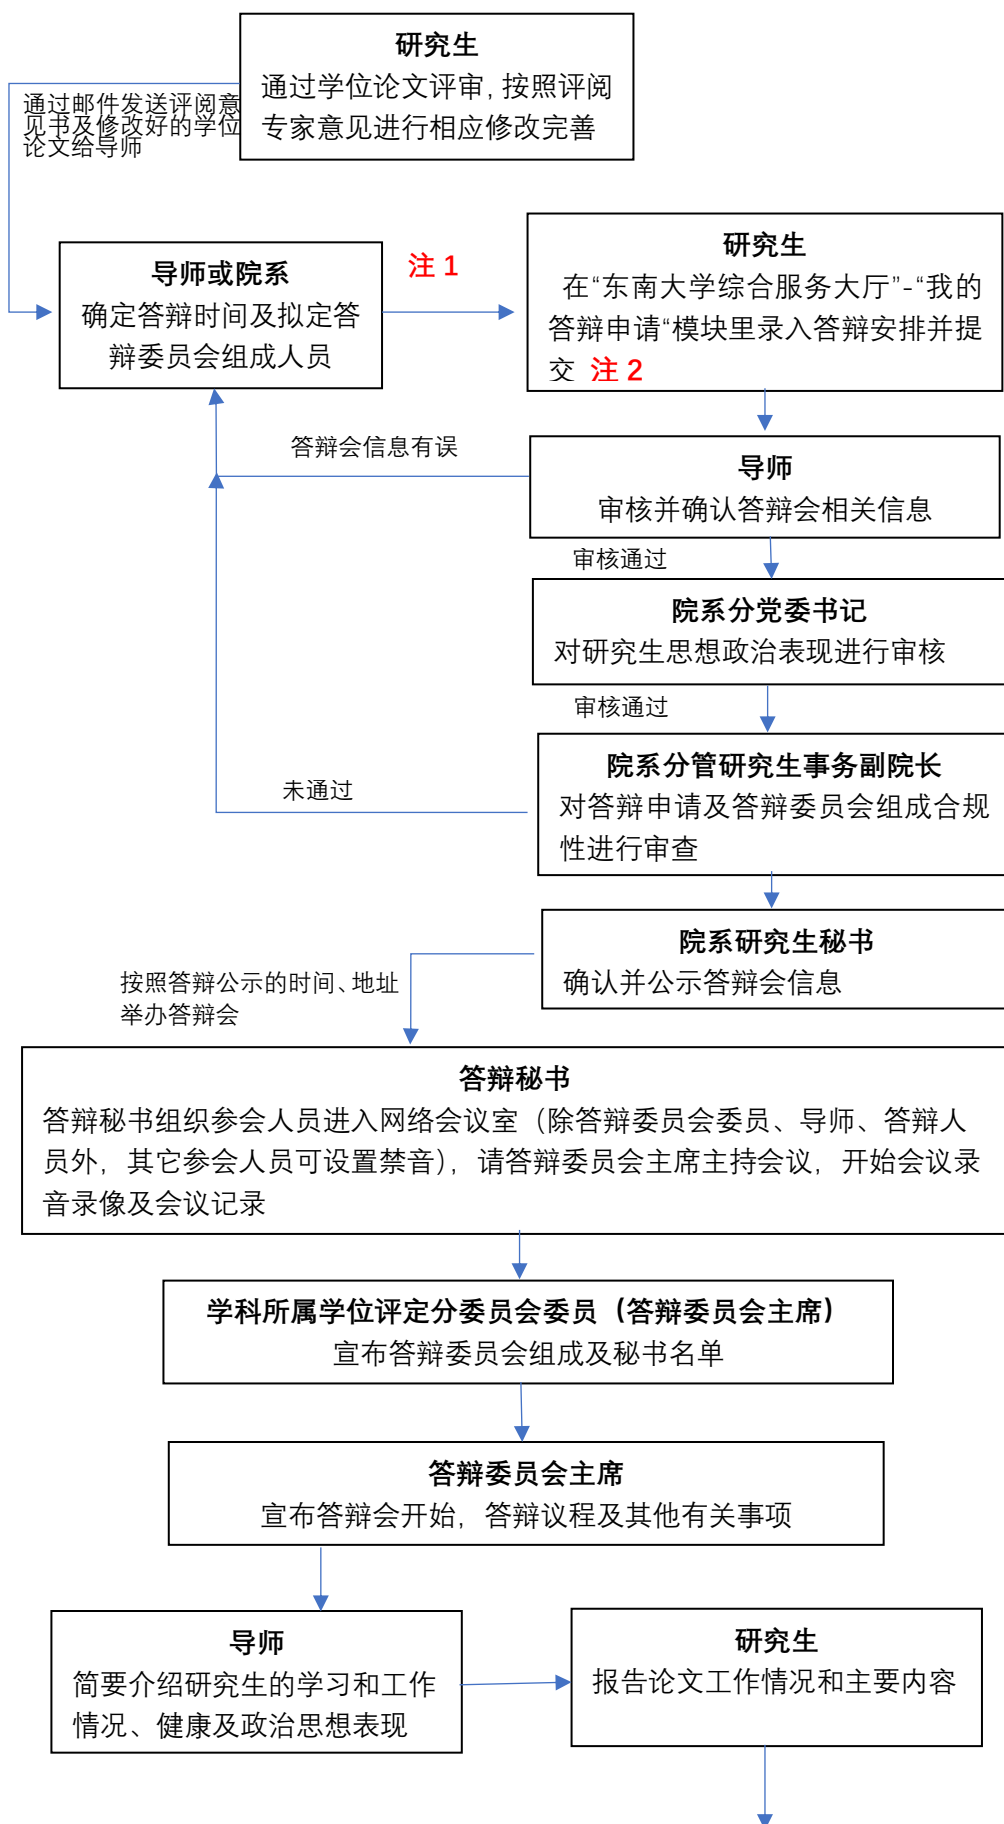 研究生
通过学位论文评审，按照评阅
专家意见进行相应修改完善
通过邮件发送评阅意
见书及修改好的学位
论文给导师
导师或院系
确定答辩时间及拟定答
辩委员会组成人员
注 1
研究生
在“东南大学综合服务大厅”-“我的
答辩申请“模块里录入答辩安排并提
交 注 2
答辩会信息有误
导师
审核并确认答辩会相关信息
审核通过
院系分党委书记
对研究生思想政治表现进行审核
审核通过
院系分管研究生事务副院长
对答辩申请及答辩委员会组成合规
性进行审查
未通过
院系研究生秘书
确认并公示答辩会信息
按照答辩公示的时间、地址
举办答辩会
答辩秘书
答辩秘书组织参会人员进入网络会议室（除答辩委员会委员、导师、答辩人
员外，其它参会人员可设置禁音），请答辩委员会主席主持会议，开始会议录
音录像及会议记录
学科所属学位评定分委员会委员（答辩委员会主席）
宣布答辩委员会组成及秘书名单
答辩委员会主席
宣布答辩会开始，答辩议程及其他有关事项
导师
简要介绍研究生的学习和工作
情况、健康及政治思想表现
研究生
报告论文工作情况和主要内容